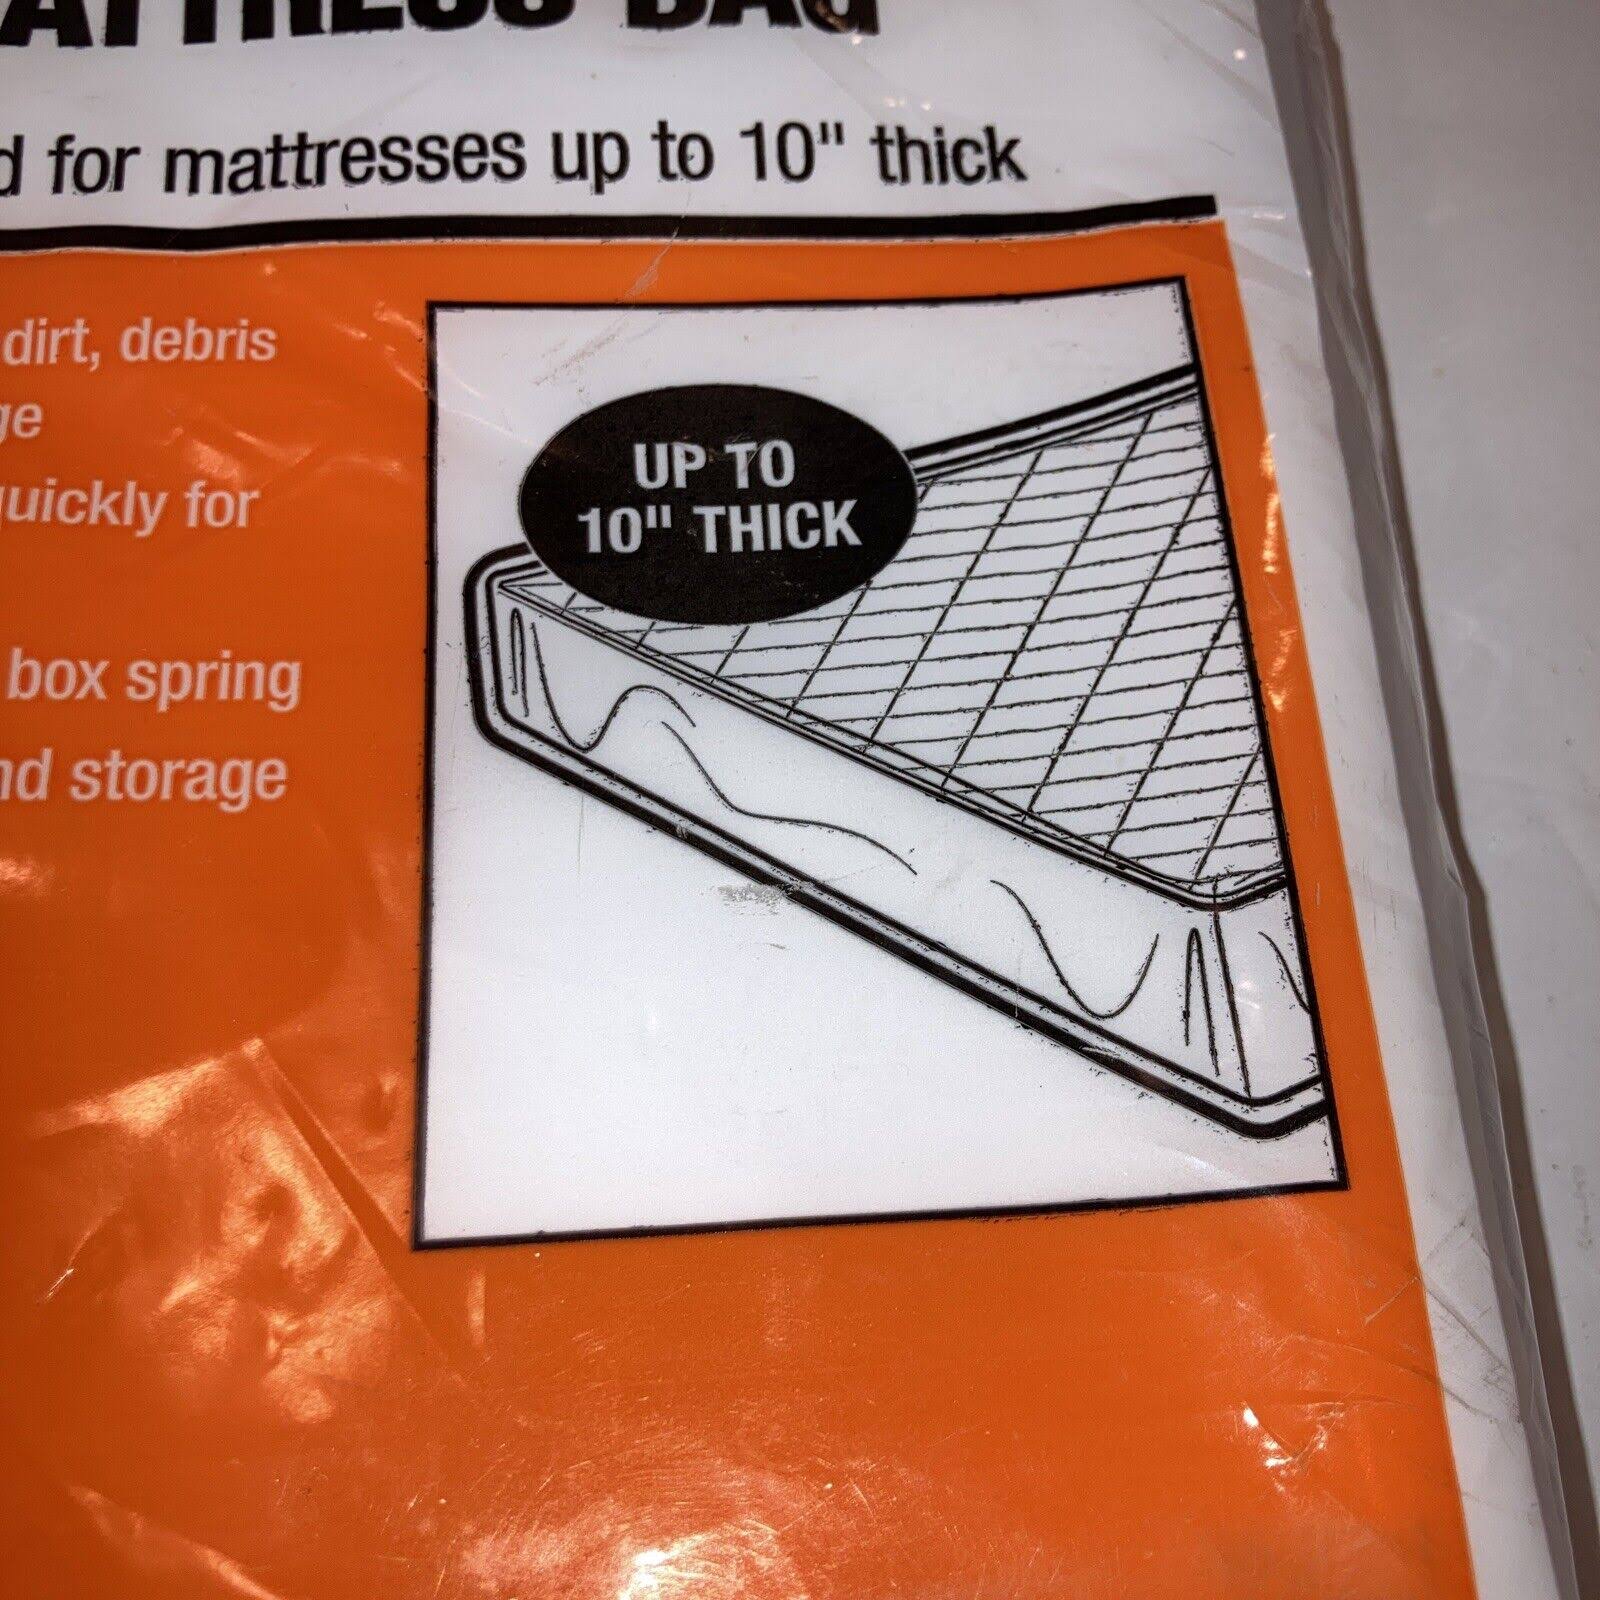 ATTRESS BAG
d for mattresses up to 10" thick
dirt, debris
ge
quickly for
box spring
nd storage
UP TO
10" THICK